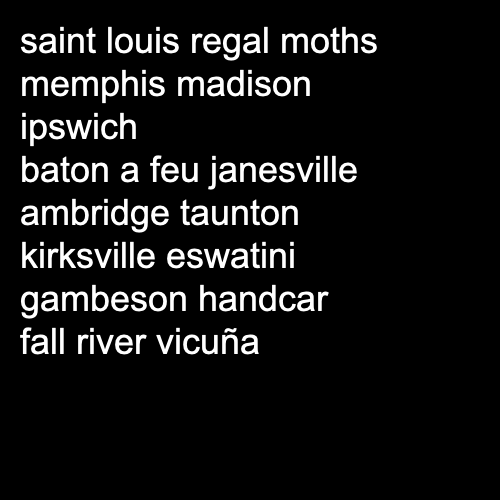 saint louis regal moths
memphis madison
ipswich
baton a feu janesville
ambridge taunton
kirksville eswatini
gambeson handcar
fall river vicuña